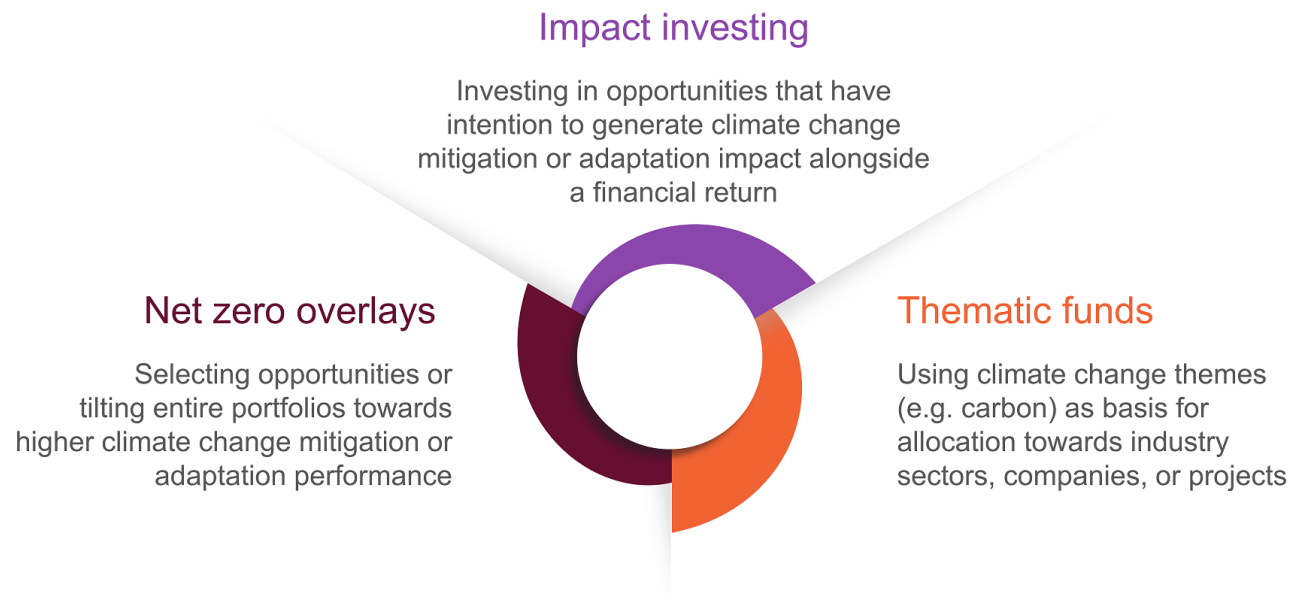 Impact investing
Investing in opportunities that have
intention to generate climate change
mitigation or adaptation impact alongside
a financial return
Net zero overlays
Selecting opportunities or
tilting entire portfolios towards
higher climate change mitigation or
adaptation performance
Thematic funds
Using climate change themes
(e.g. carbon) as basis for
allocation towards industry
sectors, companies, or projects